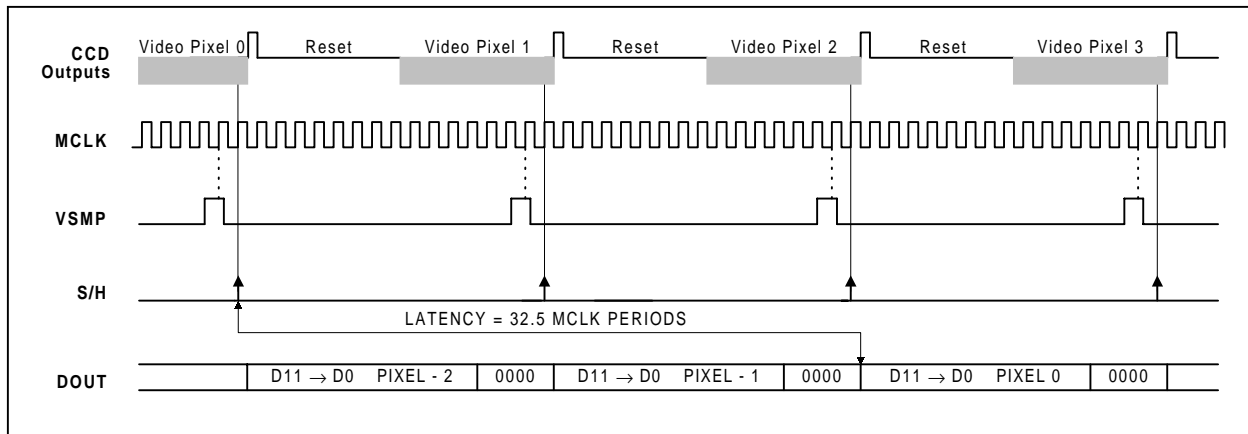 CCD Outputs
Video Pixel 0 Reset Video Pixel 1 Reset Video Pixel 2 Reset Video Pixel 3
MCLK
VSMP
S/H
LATENCY = 32.5 MCLK PERIODS
DOUT
D11 → D0 PIXEL - 2 0000 D11 → D0 PIXEL - 1 0000 D11 → D0 PIXEL 0 0000